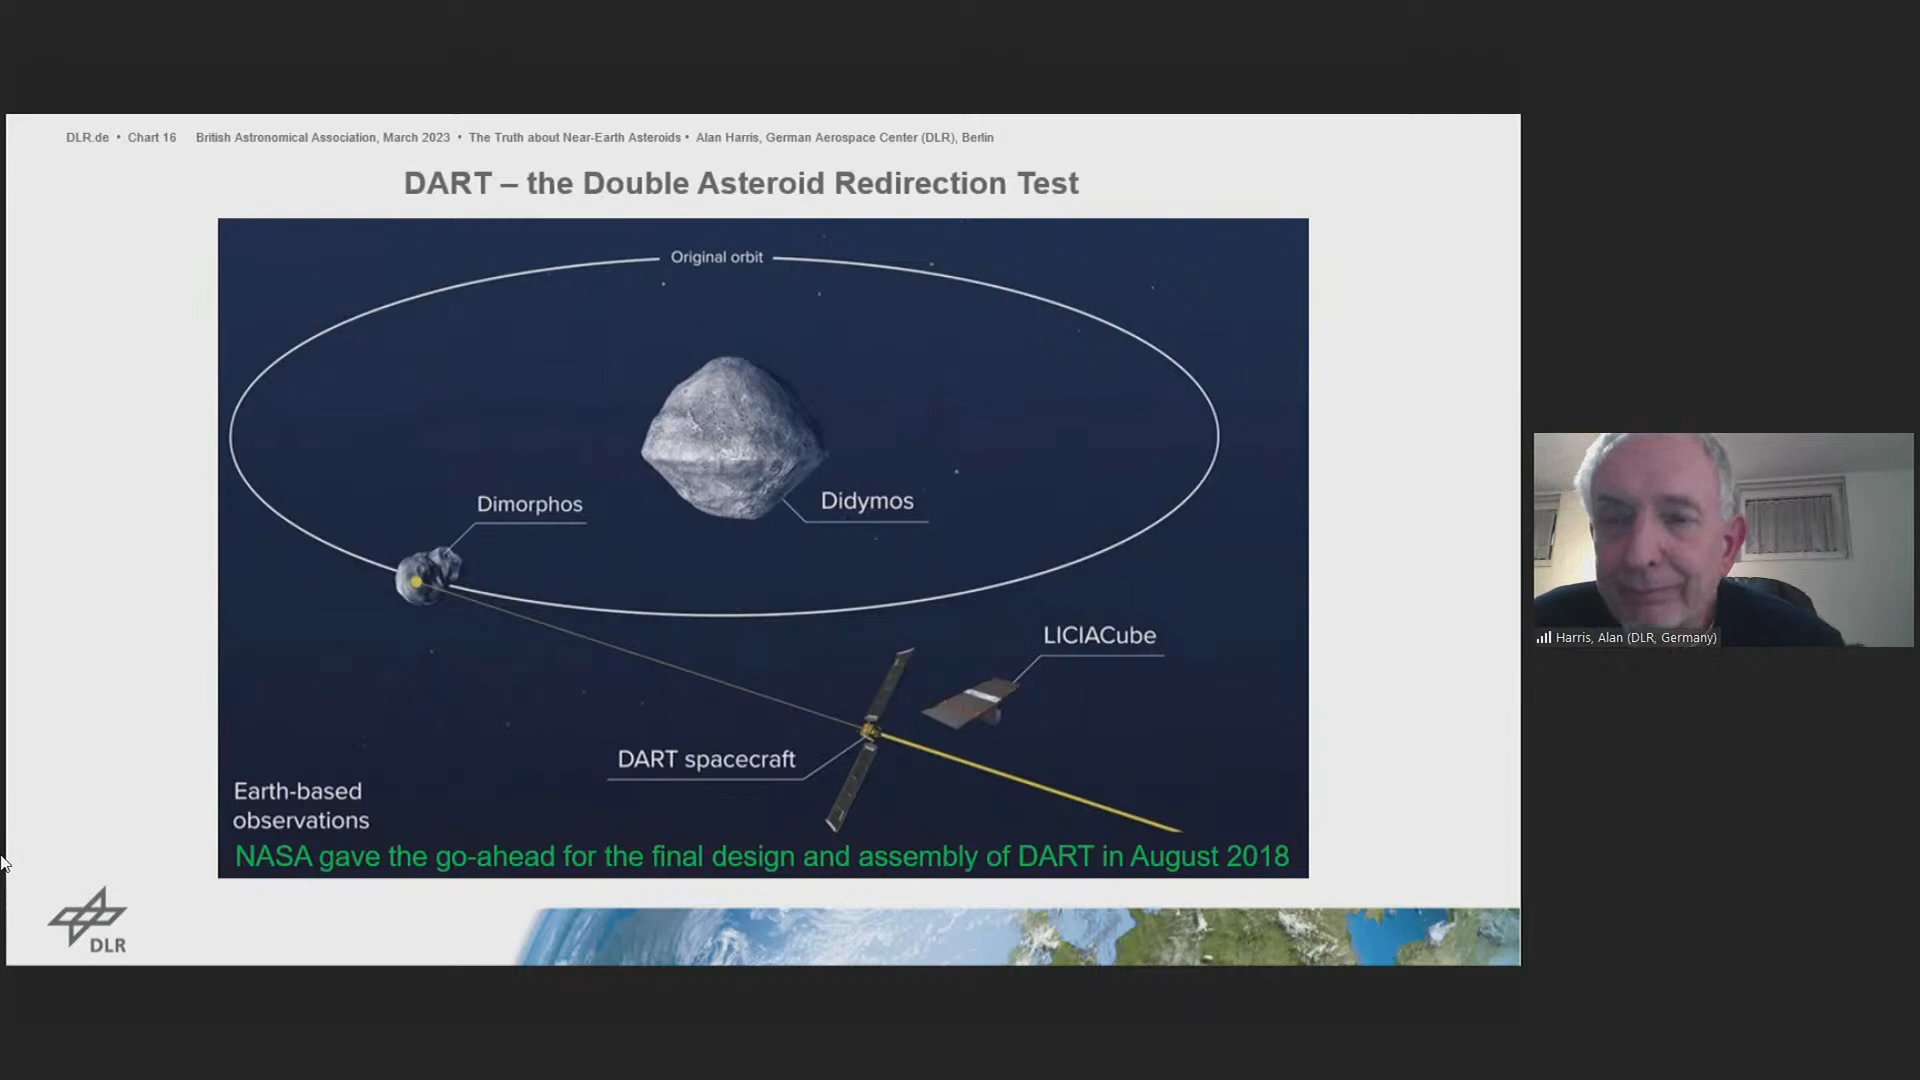 DLR.de • Chart 16 British Astronomical Association, March 2023 • The Truth about Near-Earth Asteroids • Alan Harris, German Aerospace Center (DLR), Berlin
DART – the Double Asteroid Redirection Test
Original orbit
Didymos
Dimorphos
LICIACube
DART spacecraft
Earth-based
observations
NASA gave the go-ahead for the final design and assembly of DART in August 2018
DLR
Harris, Alan (DLR, Germany)